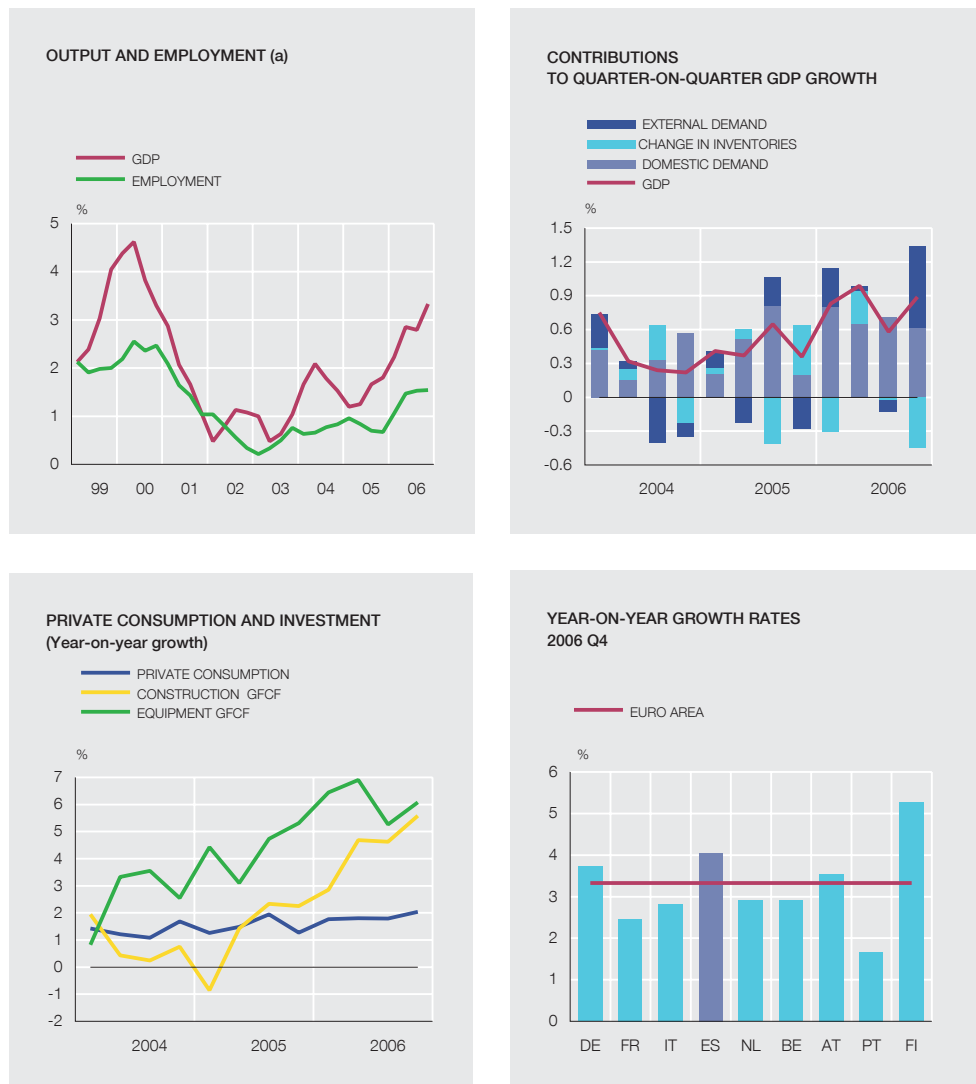 OUTPUT AND EMPLOYMENT (a)
GDP
EMPLOYMENT
%
5
4
3
2
1
0
99 00 01 02 03 04 05 06
CONTRIBUTIONS
TO QUARTER-ON-QUARTER GDP GROWTH
EXTERNAL DEMAND
CHANGE IN INVENTORIES
DOMESTIC DEMAND
GDP
%
1.5
1.2
0.9
0.6
0.3
0
-0.3
-0.6
2004 2005 2006
PRIVATE CONSUMPTION AND INVESTMENT
(Year-on-year growth)
PRIVATE CONSUMPTION
CONSTRUCTION GFCF
EQUIPMENT GFCF
%
7
6
5
4
3
2
1
0
-1
-2
2004 2005 2006
YEAR-ON-YEAR GROWTH RATES
2006 Q4
EURO AREA
%
6
5
4
3
2
1
0
DE FR IT ES NL BE AT PT FI